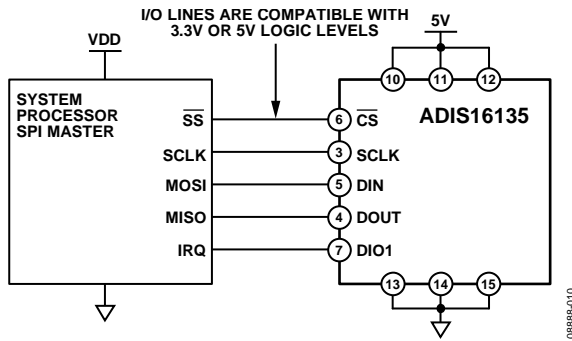 I/O LINES ARE COMPATIBLE WITH
3.3V OR 5V LOGIC LEVELS
VDD
5V
10 11 12
SYSTEM
PROCESSOR
SPI MASTER
ADIS16135
SS 6 CS
SCLK 3 SCLK
MOSI 5 DIN
MISO 4 DOUT
IRQ 7 DIO1
13 14 15
08888-010